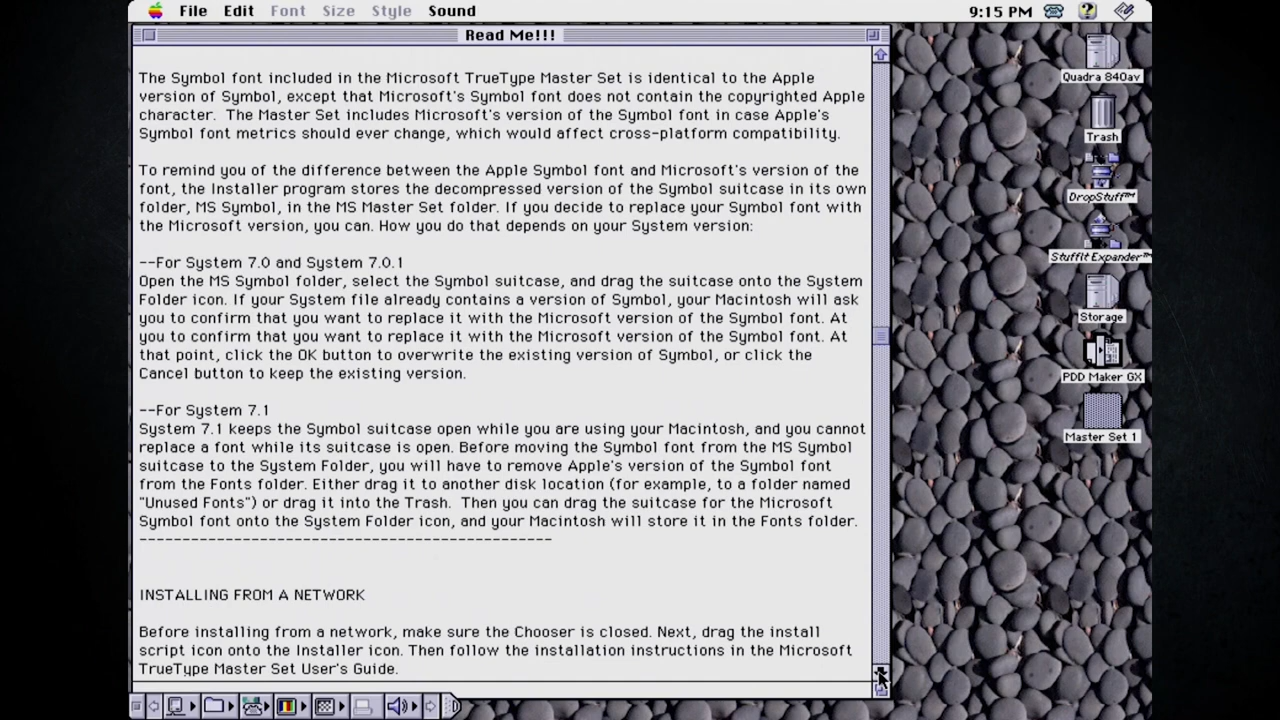 File Edit Font Size Style Sound 9:15 PM
Read Me!!!
The Symbol font included in the Microsoft TrueType Master Set is identical to the Apple
version of Symbol, except that Microsoft's Symbol font does not contain the copyrighted Apple
character.  The Master Set includes Microsoft's version of the Symbol font in case Apple's
Symbol font metrics should ever change, which would affect cross-platform compatibility.
To remind you of the difference between the Apple Symbol font and Microsoft's version of the
font, the Installer program stores the decompressed version of the Symbol suitcase in its own
folder, MS Symbol, in the MS Master Set folder. If you decide to replace your Symbol font with
the Microsoft version, you can. How you do that depends on your System version:
--For System 7.0 and System 7.0.1
Open the MS Symbol folder, select the Symbol suitcase, and drag the suitcase onto the System
Folder icon. If your System file already contains a version of Symbol, your Macintosh will ask
you to confirm that you want to replace it with the Microsoft version of the Symbol font. At
you to confirm that you want to replace it with the Microsoft version of the Symbol font. At
that point, click the OK button to overwrite the existing version of Symbol, or click the
Cancel button to keep the existing version.
--For System 7.1
System 7.1 keeps the Symbol suitcase open while you are using your Macintosh, and you cannot
replace a font while its suitcase is open. Before moving the Symbol font from the MS Symbol
suitcase to the System Folder, you will have to remove Apple's version of the Symbol font
from the Fonts folder. Either drag it to another disk location (for example, to a folder named
"Unused Fonts") or drag it into the Trash.  Then you can drag the suitcase for the Microsoft
Symbol font onto the System Folder icon, and your Macintosh will store it in the Fonts folder.
------------------------------------------------
INSTALLING FROM A NETWORK
Before installing from a network, make sure the Chooser is closed. Next, drag the install
script icon onto the Installer icon. Then follow the installation instructions in the Microsoft
TrueType Master Set User's Guide.
Quadra 840av
Trash
DropStuff™
StuffIt Expander™
Storage
PDD Maker GX
Master Set 1